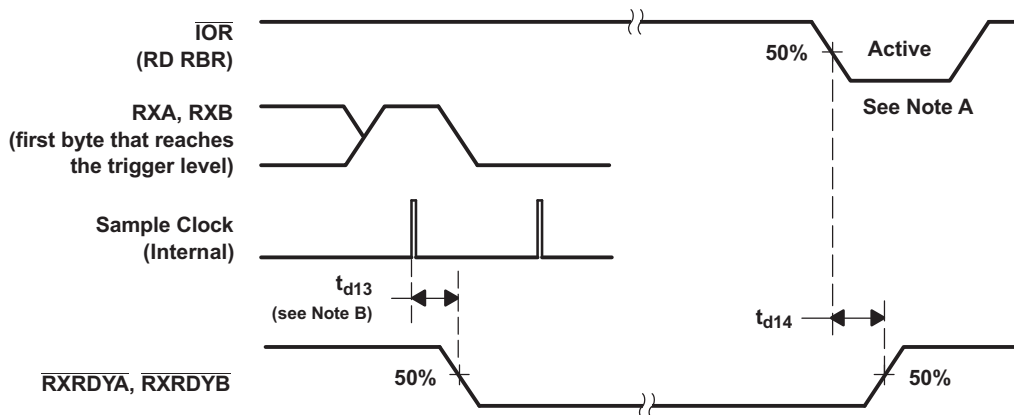 IOR
(RD RBR)
50%
Active
See Note A
RXA, RXB
(first byte that reaches
the trigger level)
Sample Clock
(Internal)
td13
(see Note B)
td14
RXRDYA, RXRDYB
50%
50%